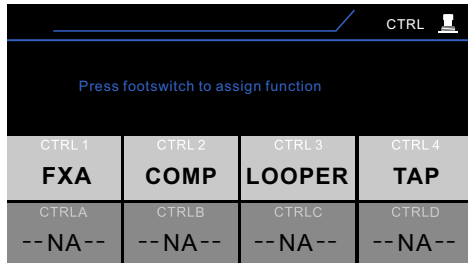 CTRL
Press footswitch to assign function
CTRL 1 CTRL 2 CTRL 3 CTRL 4
FXA COMP LOOPER TAP
CTRLA CTRLB CTRLC CTRLD
--NA-- --NA-- --NA-- --NA--